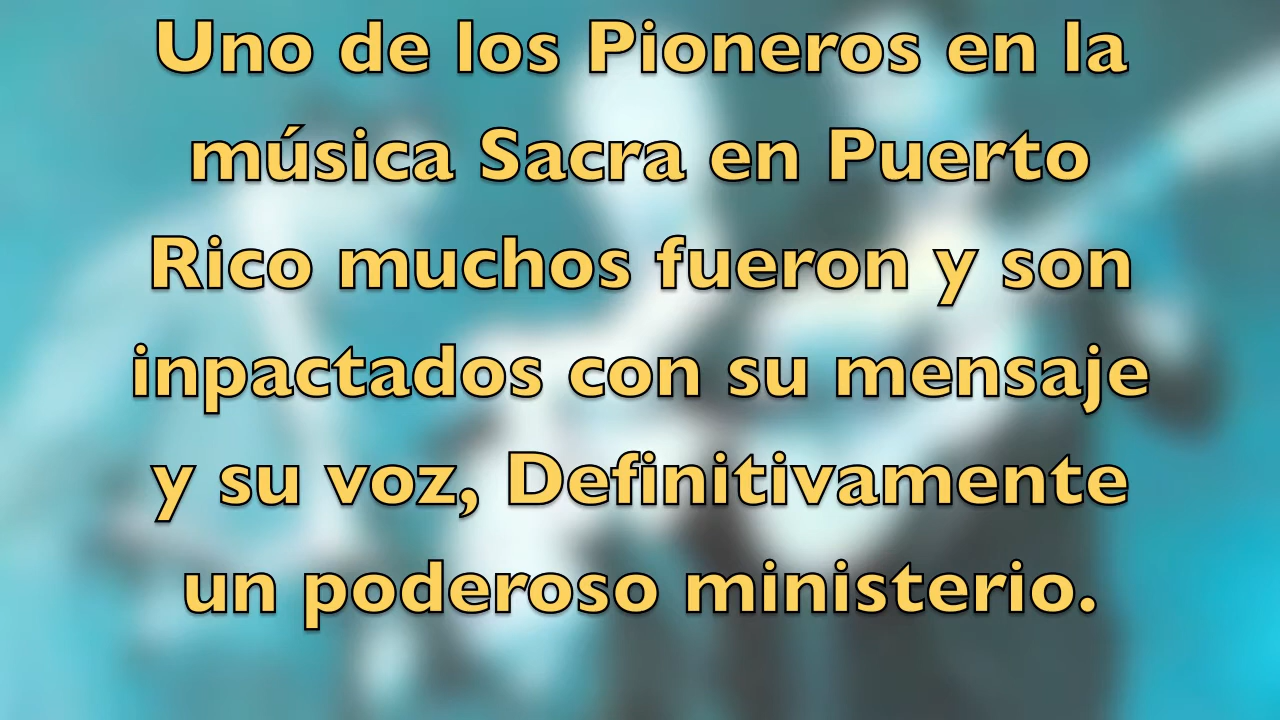 Uno de los Pioneros en la
música Sacra en Puerto
Rico muchos fueron y son
inpactados con su mensaje
y su voz, Definitivamente
un poderoso ministerio.